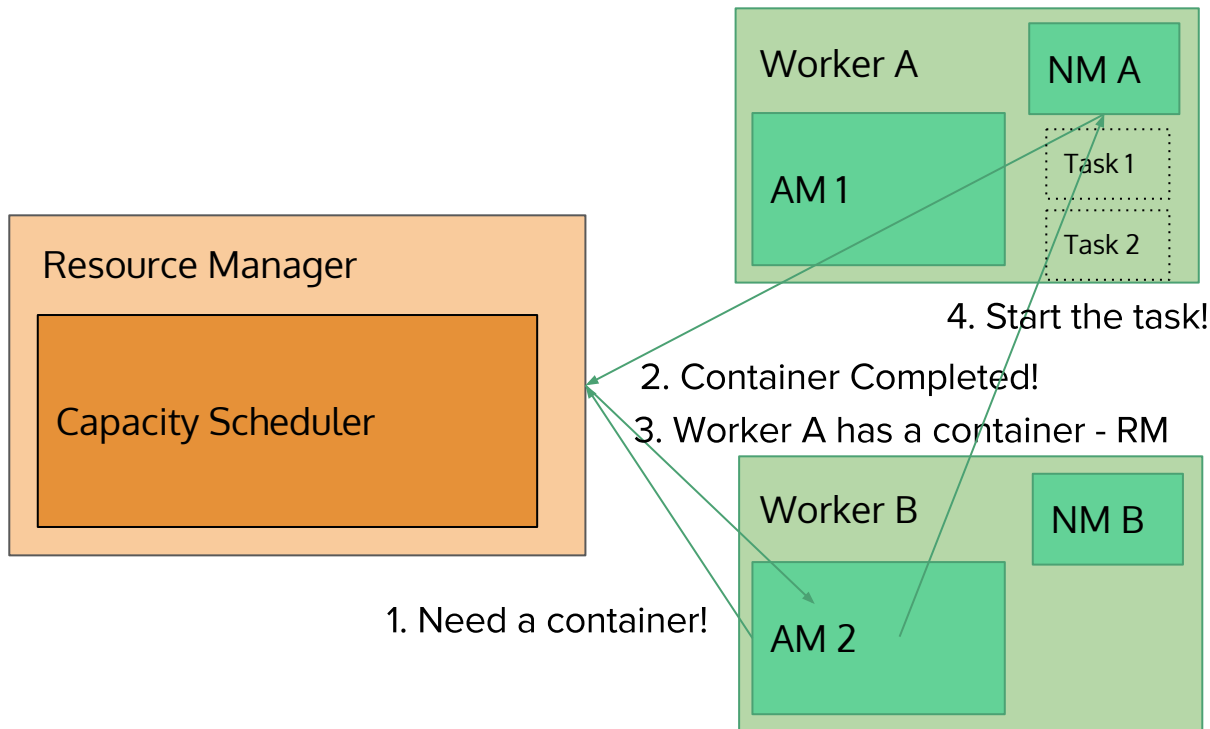 Worker A
NM A
AM 1
Task 1
Task 2
Resource Manager
Capacity Scheduler
4. Start the task!
2. Container Completed!
3. Worker A has a container - RM
Worker B
NM B
1. Need a container!
AM 2